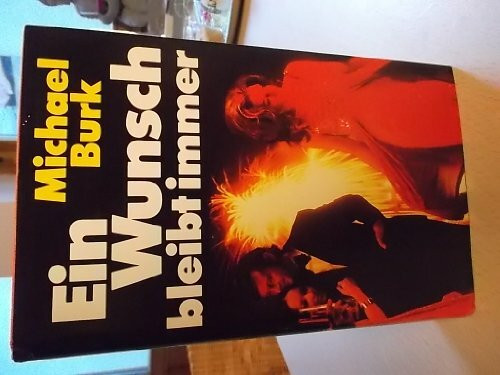 Michael
Burk
Ein
Wunsch
bleibt immer